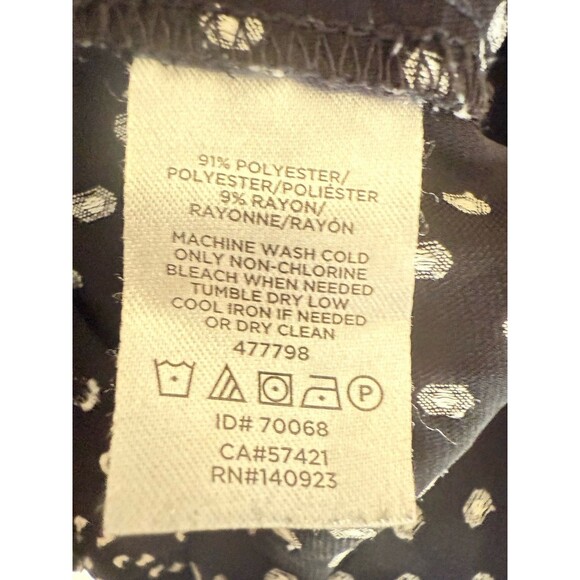 91% POLYESTER/
POLYESTER/POLIÉSTER
9% RAYON/
RAYONNE/RAYÓN
MACHINE WASH COLD
ONLY NON-CHLORINE
BLEACH WHEN NEEDED
TUMBLE DRY LOW
COOL IRON IF NEEDED
OR DRY CLEAN
477798
P
ID# 70068
CA#57421
RN#140923